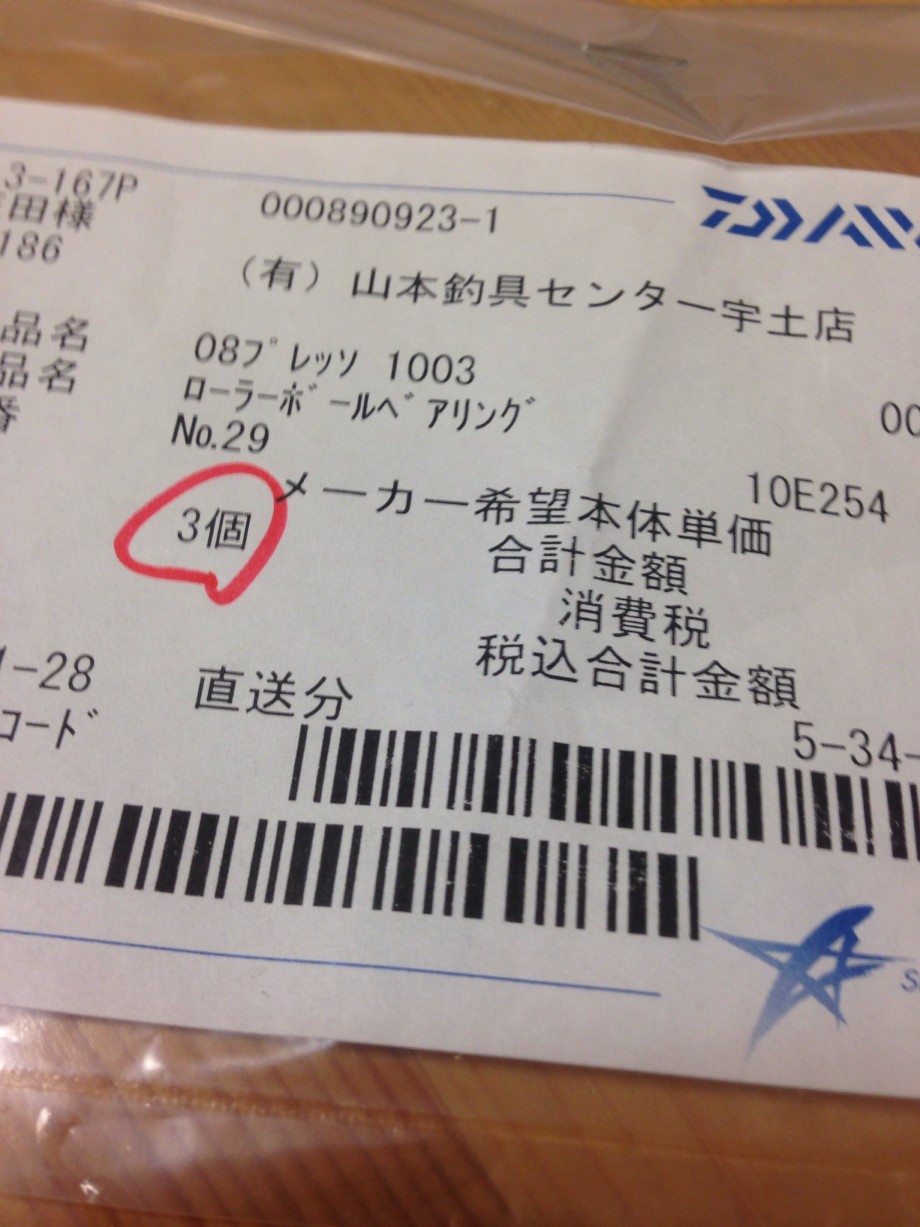 3-167P
000890923-1
DAIWA
田様
186
(有) 山本釣具センター宇土店
品名
08プレッソ 1003
品名
ローラーボールベアリング
00
番
No.29
10E254
3個
メーカー希望本体単価
合計金額
消費税
税込合計金額
1-28
直送分
コード
5-34-
S